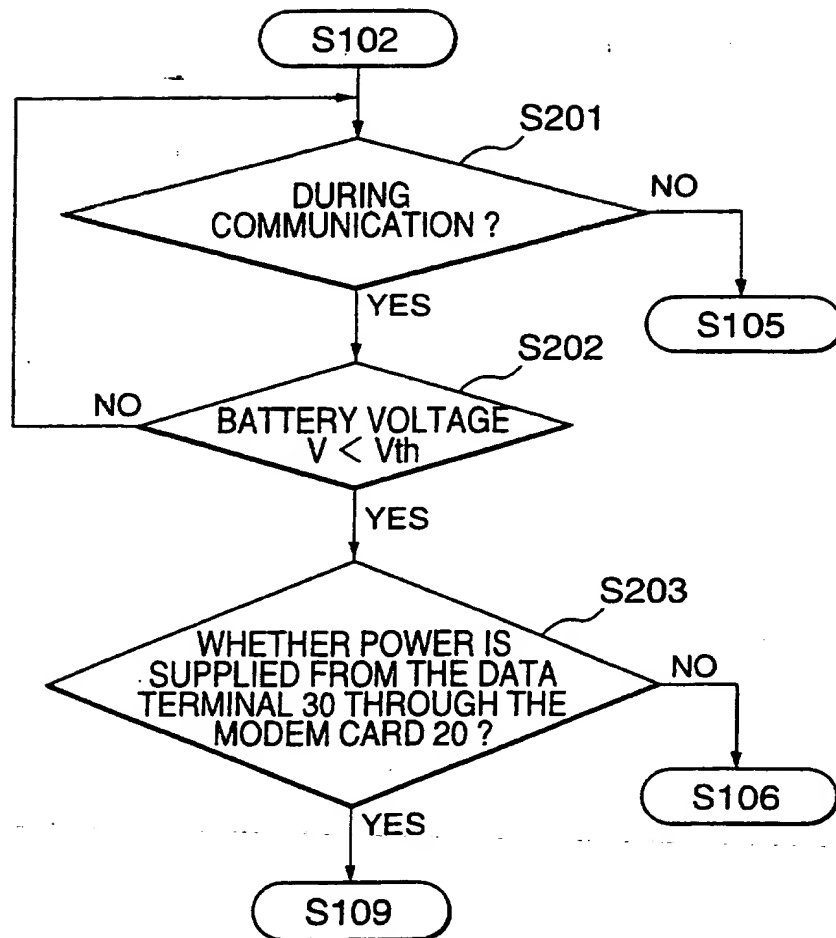 S102
S201
DURING
COMMUNICATION ?
NO
YES
S105
S202
NO
BATTERY VOLTAGE
V < Vth
YES
S203
WHETHER POWER IS
SUPPLIED FROM THE DATA
TERMINAL 30 THROUGH THE
MODEM CARD 20 ?
NO
YES
S106
S109